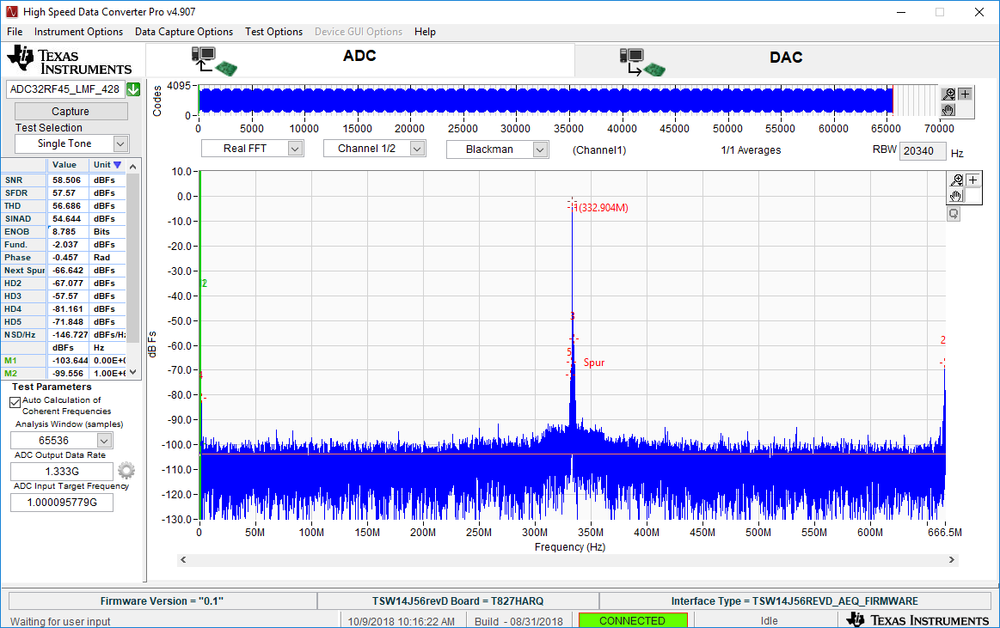 High Speed Data Converter Pro v4.907
File Instrument Options Data Capture Options Test Options Device GUI Options Help
TEXAS INSTRUMENTS
ADC
DAC
ADC32RF45_LMF_428
Capture
Test Selection
Single Tone
Value Unit
SNR 58.506 dBFs
SFDR 57.57 dBFs
THD 56.686 dBFs
SINAD 54.644 dBFs
ENOB 8.785 Bits
Fund. -2.037 dBFs
Phase -0.457 Rad
Next Spur -66.642 dBFs
HD2 -67.077 dBFs
HD3 -57.57 dBFs
HD4 -81.161 dBFs
HD5 -71.848 dBFs
NSD/Hz -146.727 dBFs/Hz
dBFs Hz
M1 -103.644 0.00E+0
M2 -99.556 1.00E+6
Test Parameters
Auto Calculation of
Coherent Frequencies
Analysis Window (samples)
65536
ADC Output Data Rate
1.333G
ADC Input Target Frequency
1.000095779G
Codes
4095
0
0 5000 10000 15000 20000 25000 30000 35000 40000 45000 50000 55000 60000 65000 70000
Real FFT Channel 1/2 Blackman (Channel1) 1/1 Averages RBW 20340 Hz
dBFs
10.0
0.0
-10.0
-20.0
-30.0
-40.0
-50.0
-60.0
-70.0
-80.0
-90.0
-100.0
-110.0
-120.0
-130.0
1(332.904M)
2
3
2
5
Spur
4
0 50M 100M 150M 200M 250M 300M 350M 400M 450M 500M 550M 600M 666.5M
Frequency (Hz)
Firmware Version = "0.1" TSW14J56revD Board = T827HARQ Interface Type = TSW14J56REVD_AEQ_FIRMWARE
Waiting for user input 10/9/2018 10:16:22 AM Build - 08/31/2018 CONNECTED Idle TEXAS INSTRUMENTS